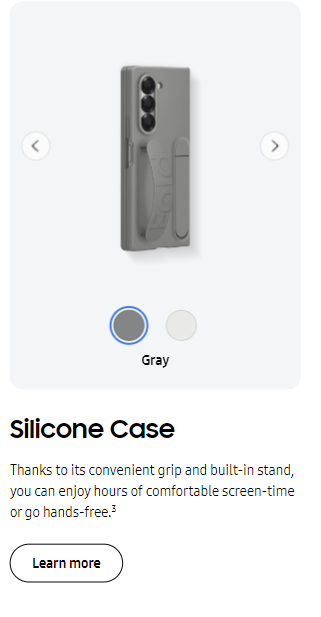 Gray
Silicone Case
Thanks to its convenient grip and built-in stand,
you can enjoy hours of comfortable screen-time
or go hands-free.³
Learn more